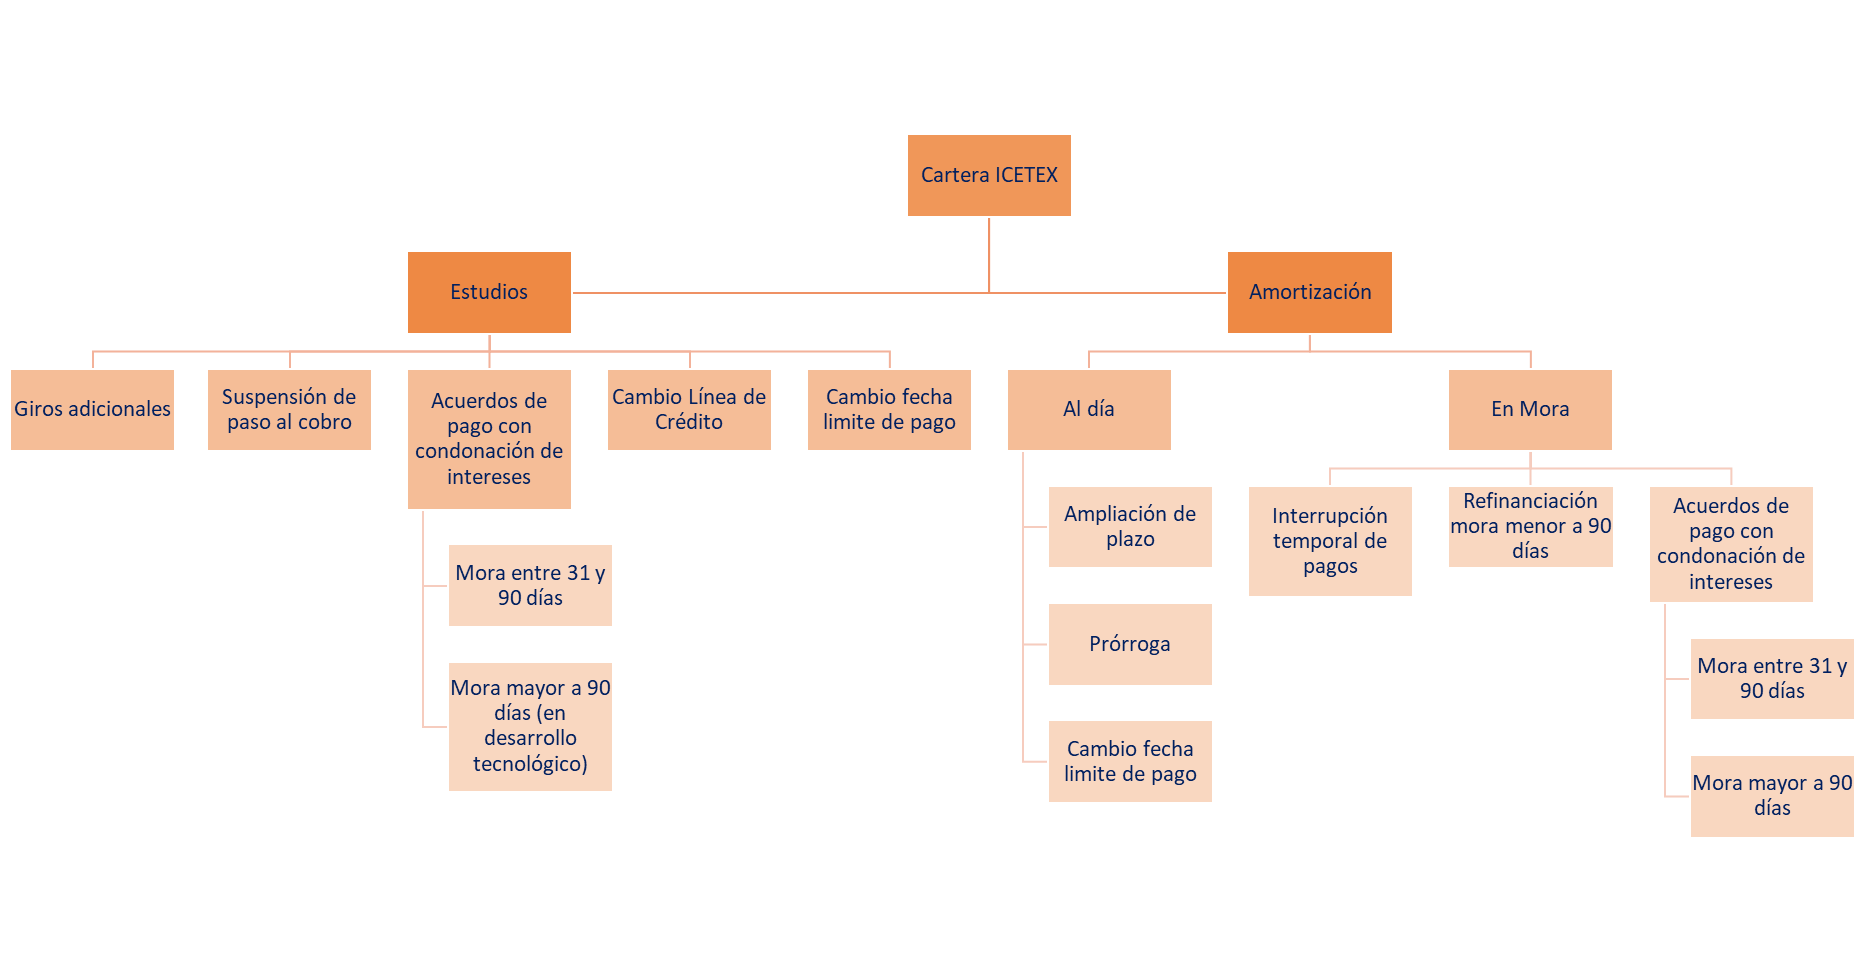 Cartera ICETEX
Estudios
Amortización
Giros adicionales
Suspensión de
paso al cobro
Acuerdos de
pago con
condonación de
intereses
Cambio Línea de
Crédito
Cambio fecha
limite de pago
Al día
En Mora
Mora entre 31 y
90 días
Mora mayor a 90
días (en
desarrollo
tecnológico)
Ampliación de
plazo
Prórroga
Cambio fecha
limite de pago
Interrupción
temporal de
pagos
Refinanciación
mora menor a 90
días
Acuerdos de
pago con
condonación de
intereses
Mora entre 31 y
90 días
Mora mayor a 90
días